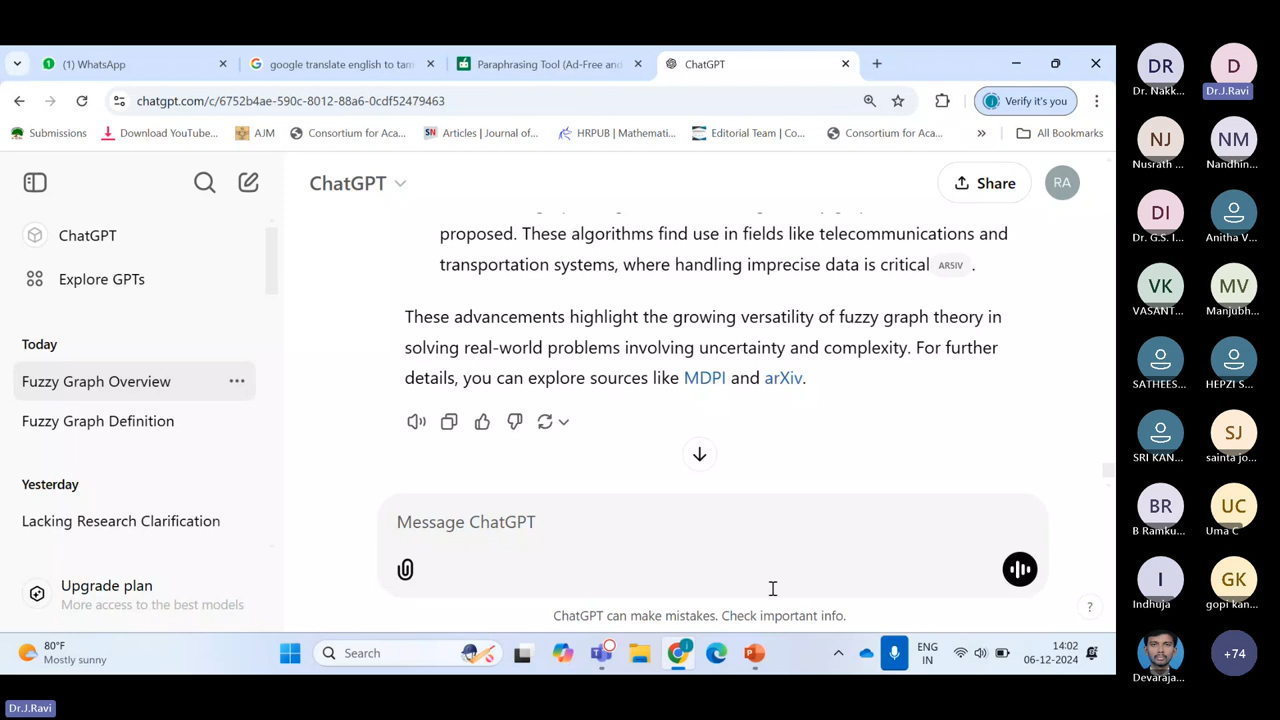 (1) WhatsApp
google translate english to tam
Paraphrasing Tool (Ad-Free and
ChatGPT
chatgpt.com/c/6752b4ae-590c-8012-88a6-0cdf52479463
Verify it's you
Submissions
Download YouTube...
AJM
Consortium for Aca...
SN Articles | Journal of...
HRPUB | Mathemati...
Editorial Team | Co...
Consortium for Aca...
»
All Bookmarks
ChatGPT
Share
RA
ChatGPT
Explore GPTs
Today
Fuzzy Graph Overview
Fuzzy Graph Definition
Yesterday
Lacking Research Clarification
Upgrade plan
More access to the best models
proposed. These algorithms find use in fields like telecommunications and
transportation systems, where handling imprecise data is critical ARSIV .
These advancements highlight the growing versatility of fuzzy graph theory in
solving real-world problems involving uncertainty and complexity. For further
details, you can explore sources like MDPI and arXiv.
Message ChatGPT
ChatGPT can make mistakes. Check important info.
?
80°F
Mostly sunny
Search
ENG
IN
14:02
06-12-2024
DR
Dr. Nakk...
D
Dr.J.Ravi
NJ
Nusrath ...
NM
Nandhin...
DI
Dr. G.S. I...
Anitha V...
VK
VASANT...
MV
Manjubh...
SATHEES...
HEPZI S...
SRI KAN...
SJ
sainta jo...
BR
B Ramku...
UC
Uma C
I
Indhuja
GK
gopi kan...
Devaraja...
+74
Dr.J.Ravi